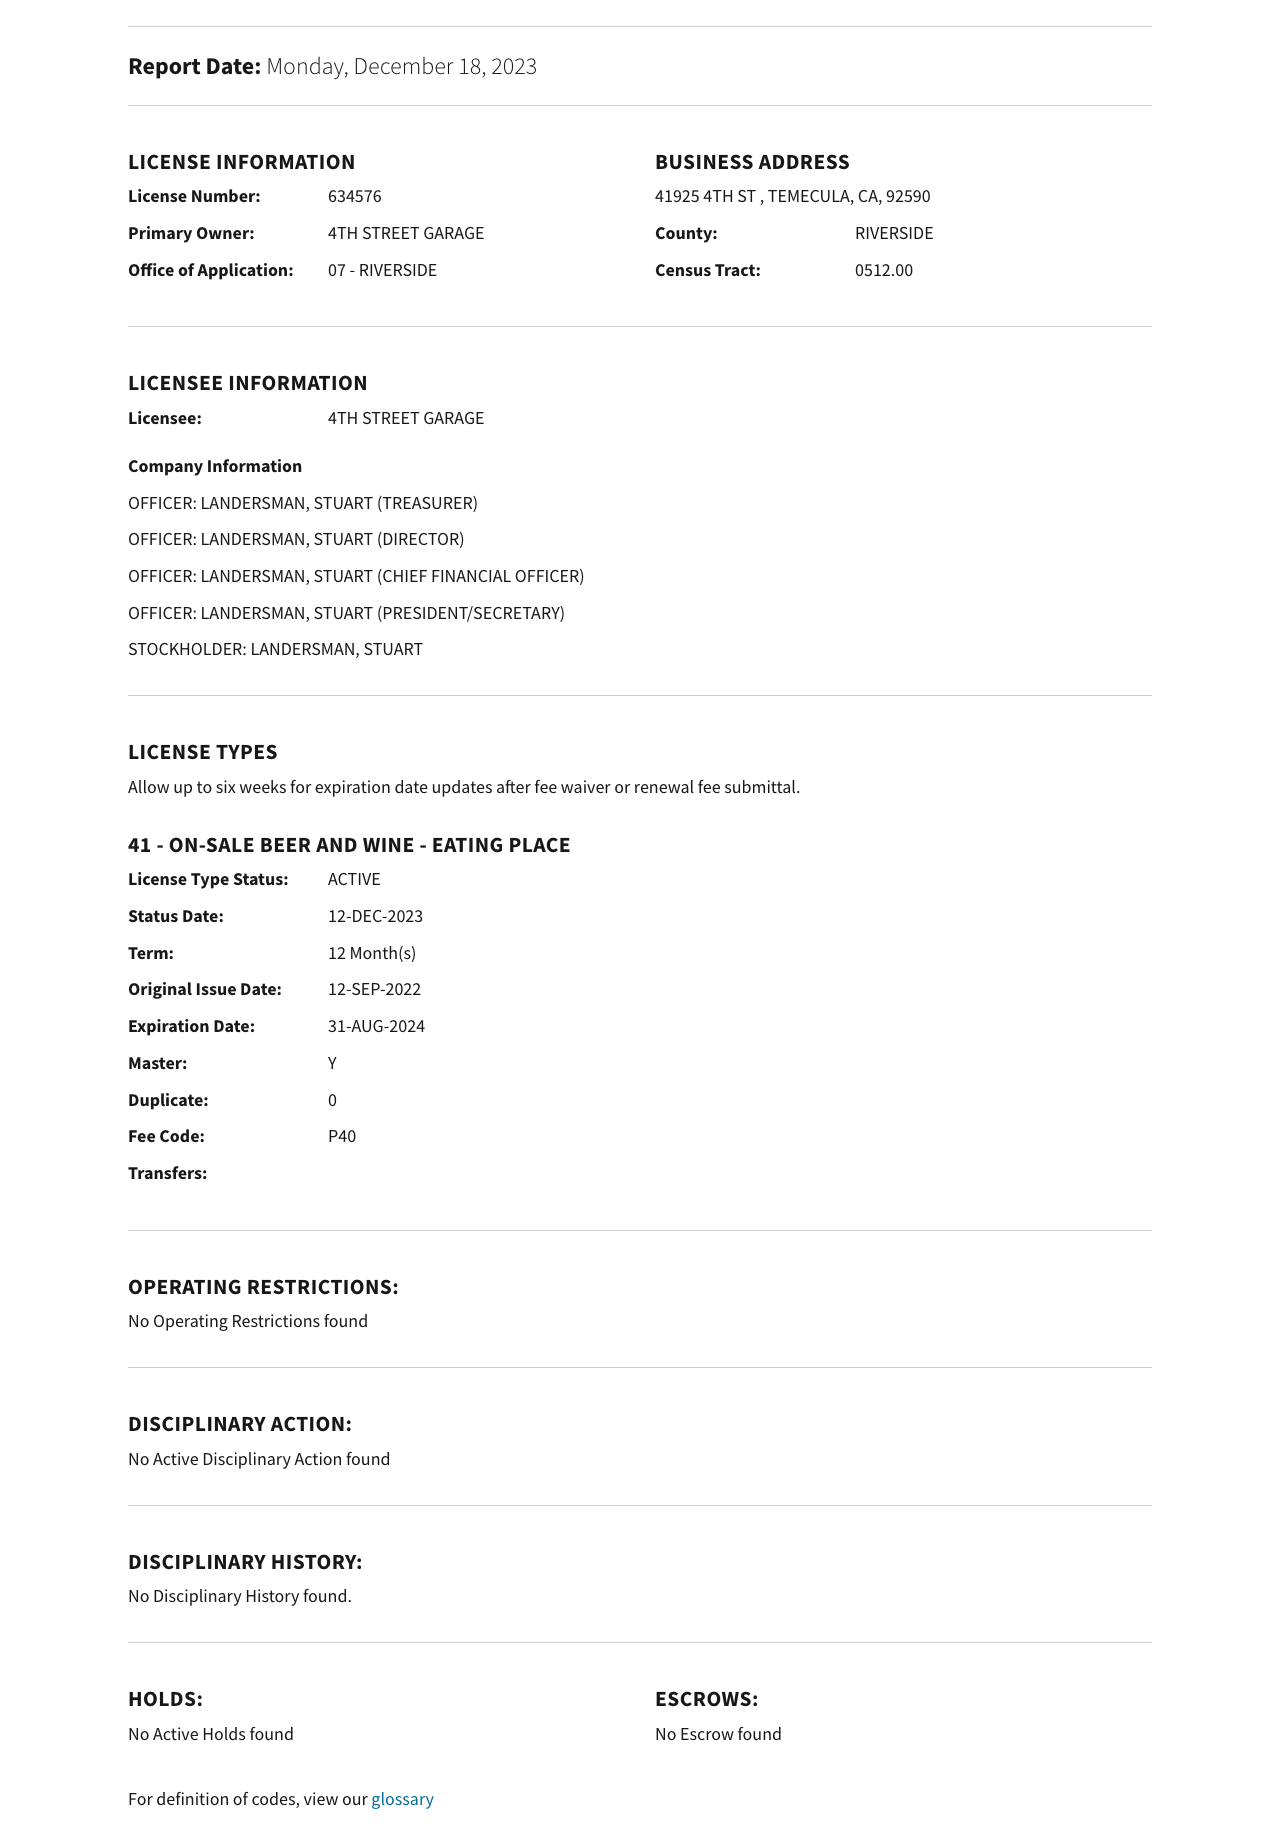 Report Date: Monday, December 18, 2023
LICENSE INFORMATION
License Number: 634576
Primary Owner: 4TH STREET GARAGE
Office of Application: 07 - RIVERSIDE
BUSINESS ADDRESS
41925 4TH ST , TEMECULA, CA, 92590
County: RIVERSIDE
Census Tract: 0512.00
LICENSEE INFORMATION
Licensee: 4TH STREET GARAGE
Company Information
OFFICER: LANDERSMAN, STUART (TREASURER)
OFFICER: LANDERSMAN, STUART (DIRECTOR)
OFFICER: LANDERSMAN, STUART (CHIEF FINANCIAL OFFICER)
OFFICER: LANDERSMAN, STUART (PRESIDENT/SECRETARY)
STOCKHOLDER: LANDERSMAN, STUART
LICENSE TYPES
Allow up to six weeks for expiration date updates after fee waiver or renewal fee submittal.
41 - ON-SALE BEER AND WINE - EATING PLACE
License Type Status: ACTIVE
Status Date: 12-DEC-2023
Term: 12 Month(s)
Original Issue Date: 12-SEP-2022
Expiration Date: 31-AUG-2024
Master: Y
Duplicate: 0
Fee Code: P40
Transfers:
OPERATING RESTRICTIONS:
No Operating Restrictions found
DISCIPLINARY ACTION:
No Active Disciplinary Action found
DISCIPLINARY HISTORY:
No Disciplinary History found.
HOLDS:
No Active Holds found
ESCROWS:
No Escrow found
For definition of codes, view our glossary